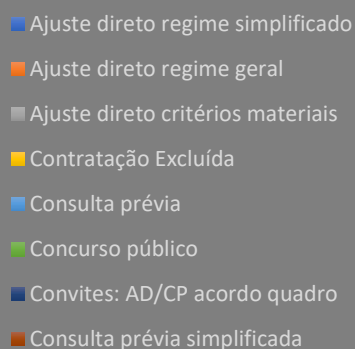 Ajuste direto regime simplificado
Ajuste direto regime geral
Ajuste direto critérios materiais
Contratação Excluída
Consulta prévia
Concurso público
Convites: AD/CP acordo quadro
Consulta prévia simplificada